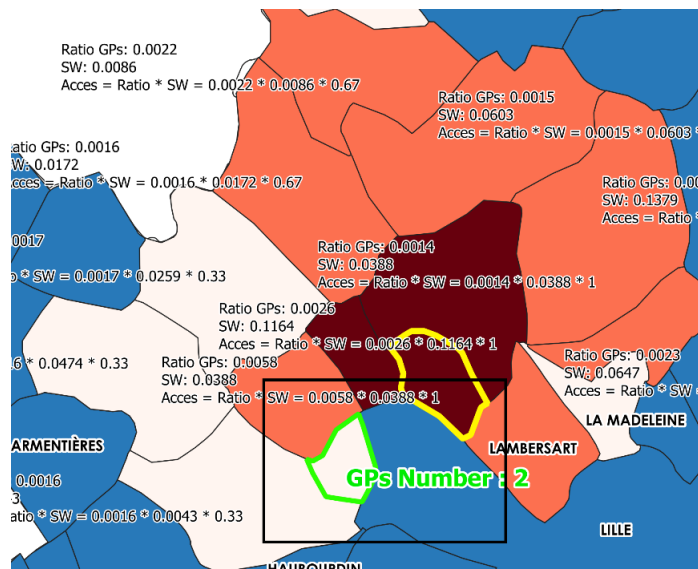 Ratio GPs: 0.0022
SW: 0.0086
Acces = Ratio * SW = 0.0022 * 0.0086 * 0.67
Ratio GPs: 0.0015
SW: 0.0603
Acces = Ratio * SW = 0.0015 * 0.0603 *
atio GPs: 0.0016
SW: 0.0172
Acces = Ratio * SW = 0.0016 * 0.0172 * 0.67
Ratio GPs: 0.00
SW: 0.1379
Acces = Ratio *
0017
o * SW = 0.0017 * 0.0259 * 0.33
Ratio GPs: 0.0014
SW: 0.0388
Acces = Ratio * SW = 0.0014 * 0.0388 * 1
Ratio GPs: 0.0026
SW: 0.1164
Acces = Ratio * SW = 0.0026 * 0.1164 * 1
6 * 0.0474 * 0.33
Ratio GPs: 0.0058
SW: 0.0388
Acces = Ratio * SW = 0.0058 * 0.0388 * 1
Ratio GPs: 0.0023
SW: 0.0647
Acces = Ratio * SW =
LA MADELEINE
ARMENTIÈRES
LAMBERSART
GPs Number : 2
0.0016
3
atio * SW = 0.0016 * 0.0043 * 0.33
LILLE
HAUBOURDIN